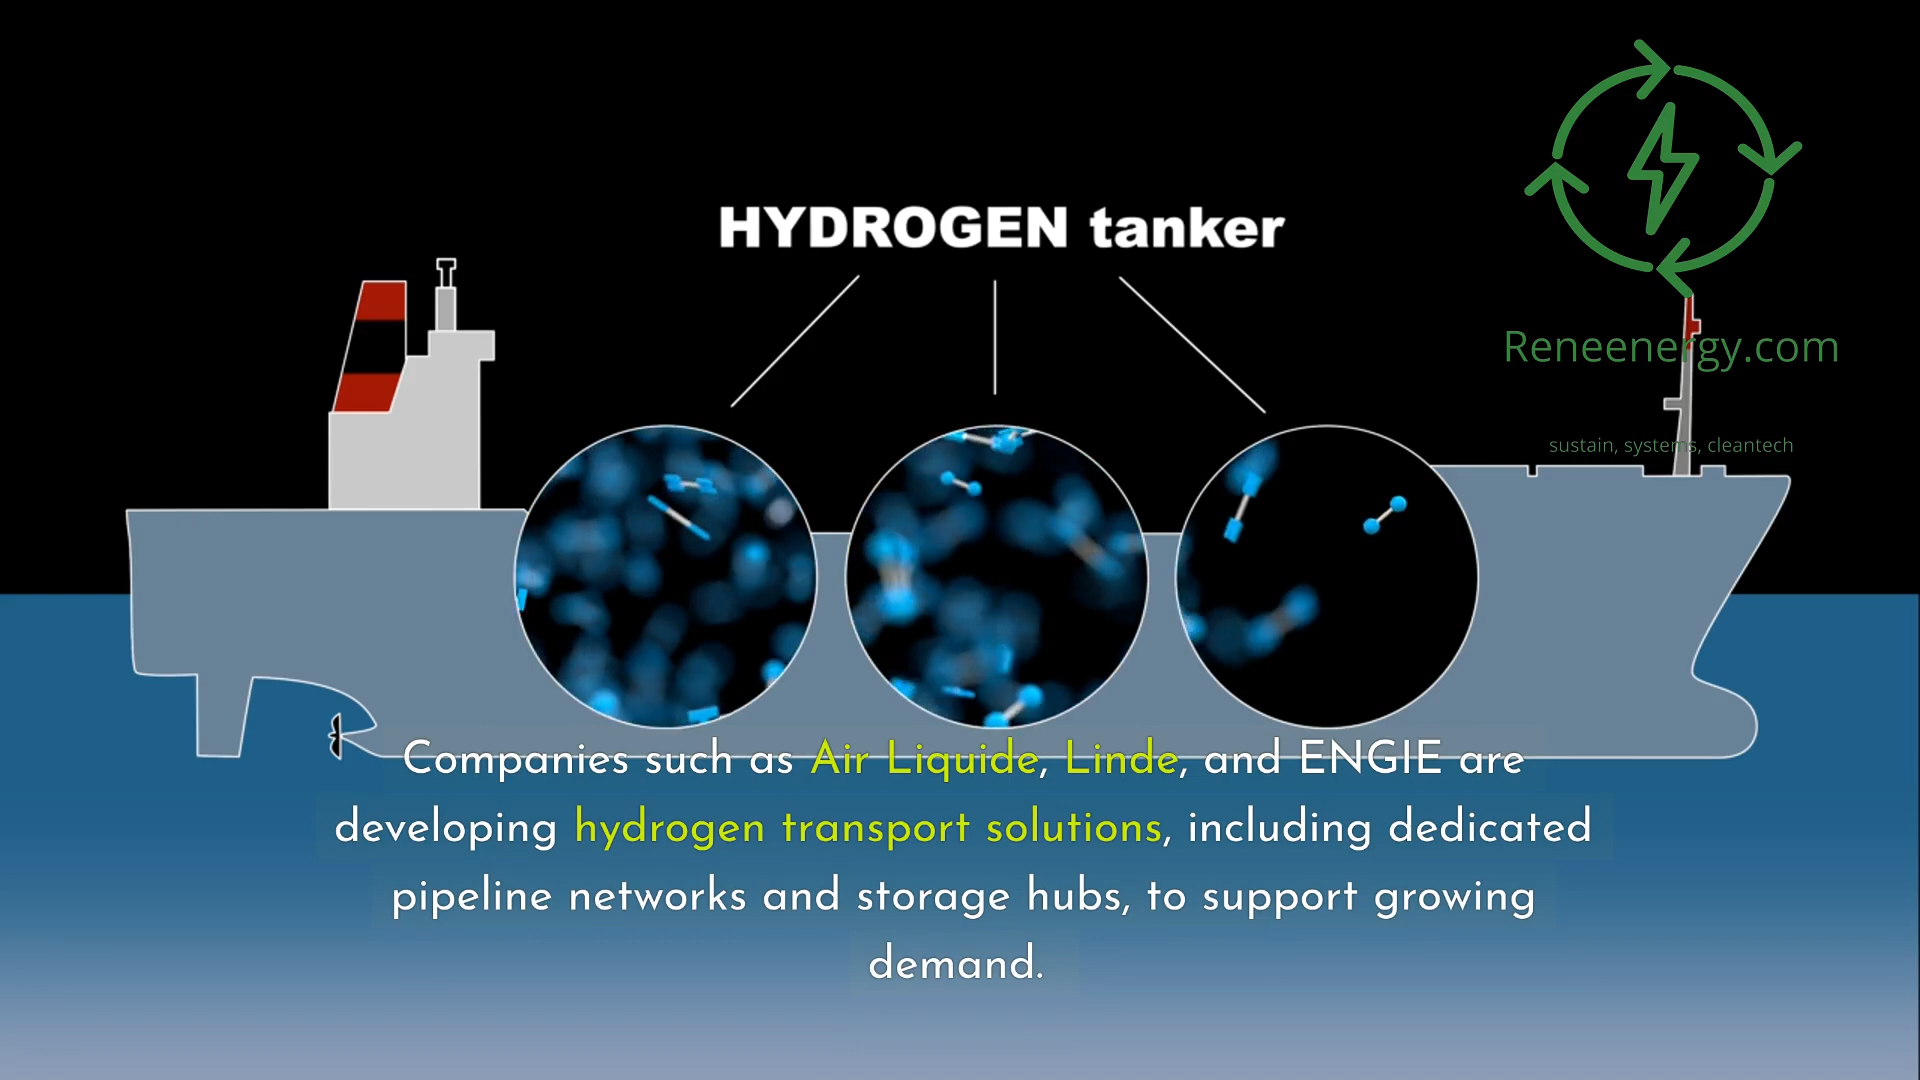 HYDROGEN tanker
Reneenergy.com
sustain, systems, cleantech
Companies such as Air Liquide, Linde, and ENGIE are
developing hydrogen transport solutions, including dedicated
pipeline networks and storage hubs, to support growing
demand.